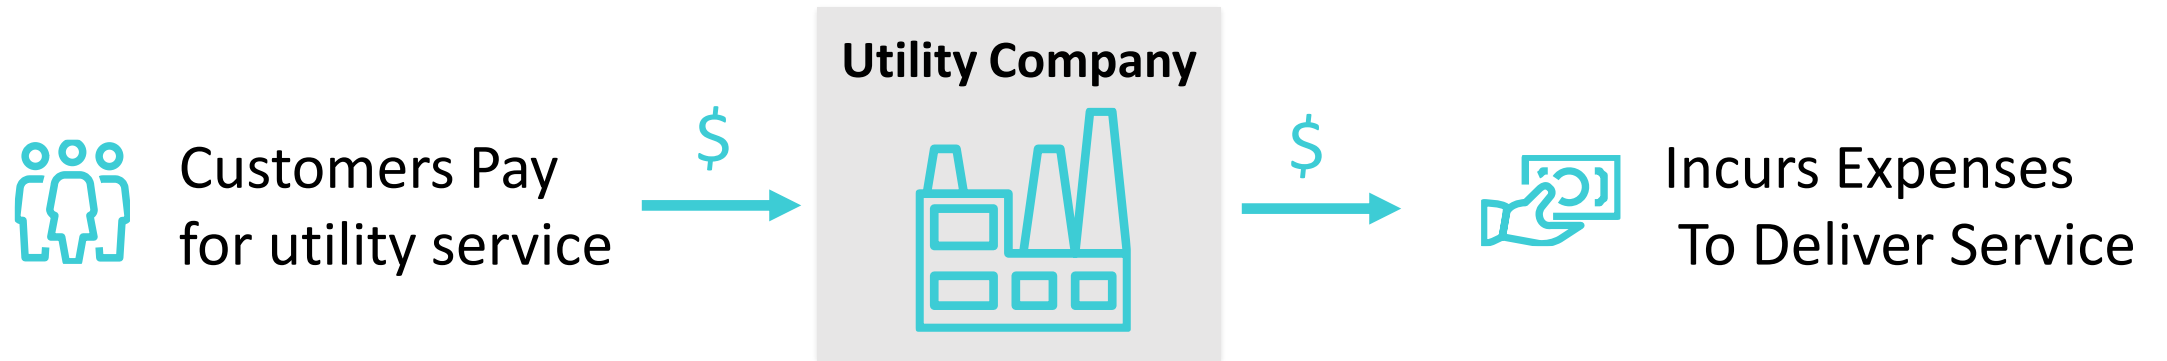 Utility Company
$
$
Customers Pay
for utility service
Incurs Expenses
To Deliver Service